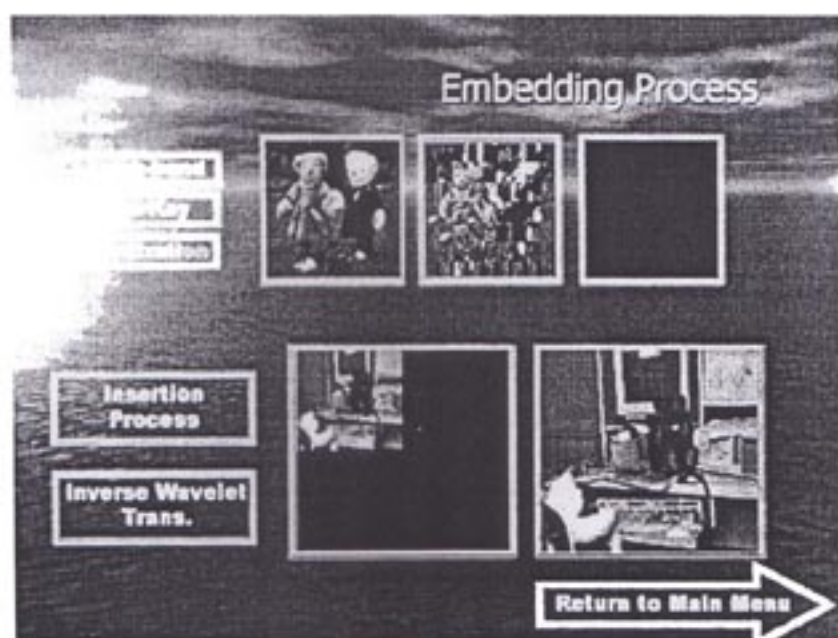 Embedding Process
Insertion
Process
Inverse Wavelet
Trans.
Return to Main Menu